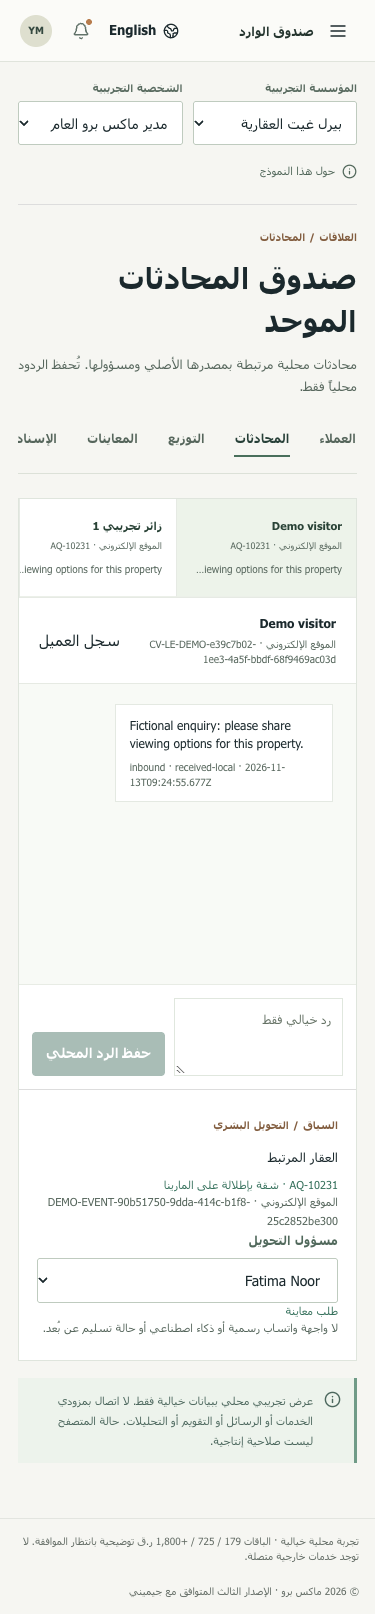 صندوق الوارد
English
YM
المؤسسة التجريبية
الشخصية التجريبية
بيرل غيت العقارية
مدير ماكس برو العام
حول هذا النموذج
العلاقات / المحادثات
صندوق المحادثات
الموحد
محادثات محلية مرتبطة بمصدرها الأصلي ومسؤولها. تُحفظ الردود
محلياً فقط.
العملاء
المحادثات
التوزيع
المعاينات
الإسناد
Demo visitor
الموقع الإلكتروني · AQ-10231
...iewing options for this property
زائر تجريبي 1
الموقع الإلكتروني · AQ-10231
..iewing options for this property
Demo visitor
الموقع الإلكتروني · CV-LE-DEMO-e39c7b02-
1ee3-4a5f-bbdf-68f9469ac03d
سجل العميل
Fictional enquiry: please share
viewing options for this property.
inbound · received-local · 2026-11-
13T09:24:55.677Z
رد خيالي فقط
حفظ الرد المحلي
السياق / التحويل البشري
العقار المرتبط
AQ-10231 · شقة بإطلالة على المارينا
الموقع الإلكتروني · DEMO-EVENT-90b51750-9dda-414c-b1f8-
25c2852be300
مسؤول التحويل
Fatima Noor
طلب معاينة
لا واجهة واتساب رسمية أو ذكاء اصطناعي أو حالة تسليم عن بُعد.
عرض تجريبي محلي ببيانات خيالية فقط. لا اتصال بمزودي
الخدمات أو الرسائل أو التقويم أو التحليلات. حالة المتصفح
ليست صلاحية إنتاجية.
تجربة محلية خيالية · الباقات 179 / 725 / +1,800 ر.ق توضيحية بانتظار الموافقة. لا
توجد خدمات خارجية متصلة.
© 2026 ماكس برو · الإصدار الثالث المتوافق مع جيميني